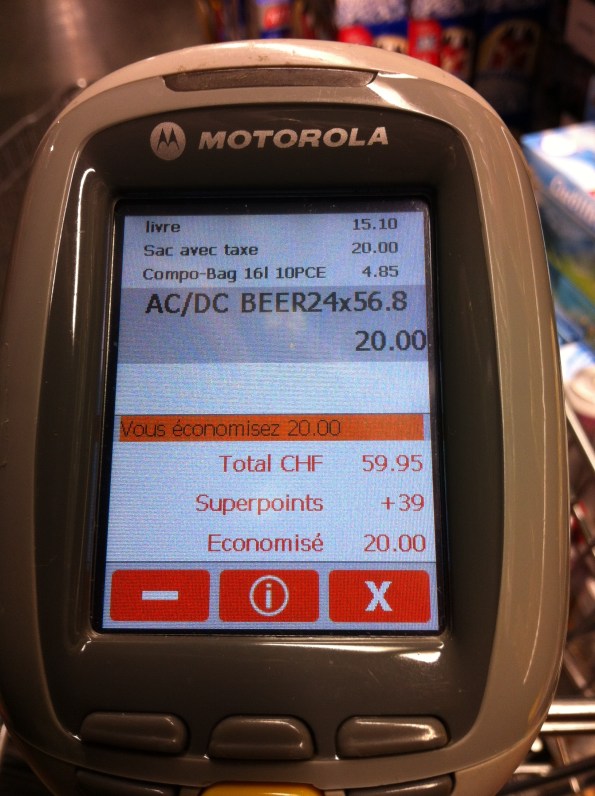 MOTOROLA
livre 15.10
Sac avec taxe 20.00
Compo-Bag 16l 10PCE 4.85
AC/DC BEER24x56.8
20.00
Vous économisez 20.00
Total CHF 59.95
Superpoints +39
Economisé 20.00
– i X